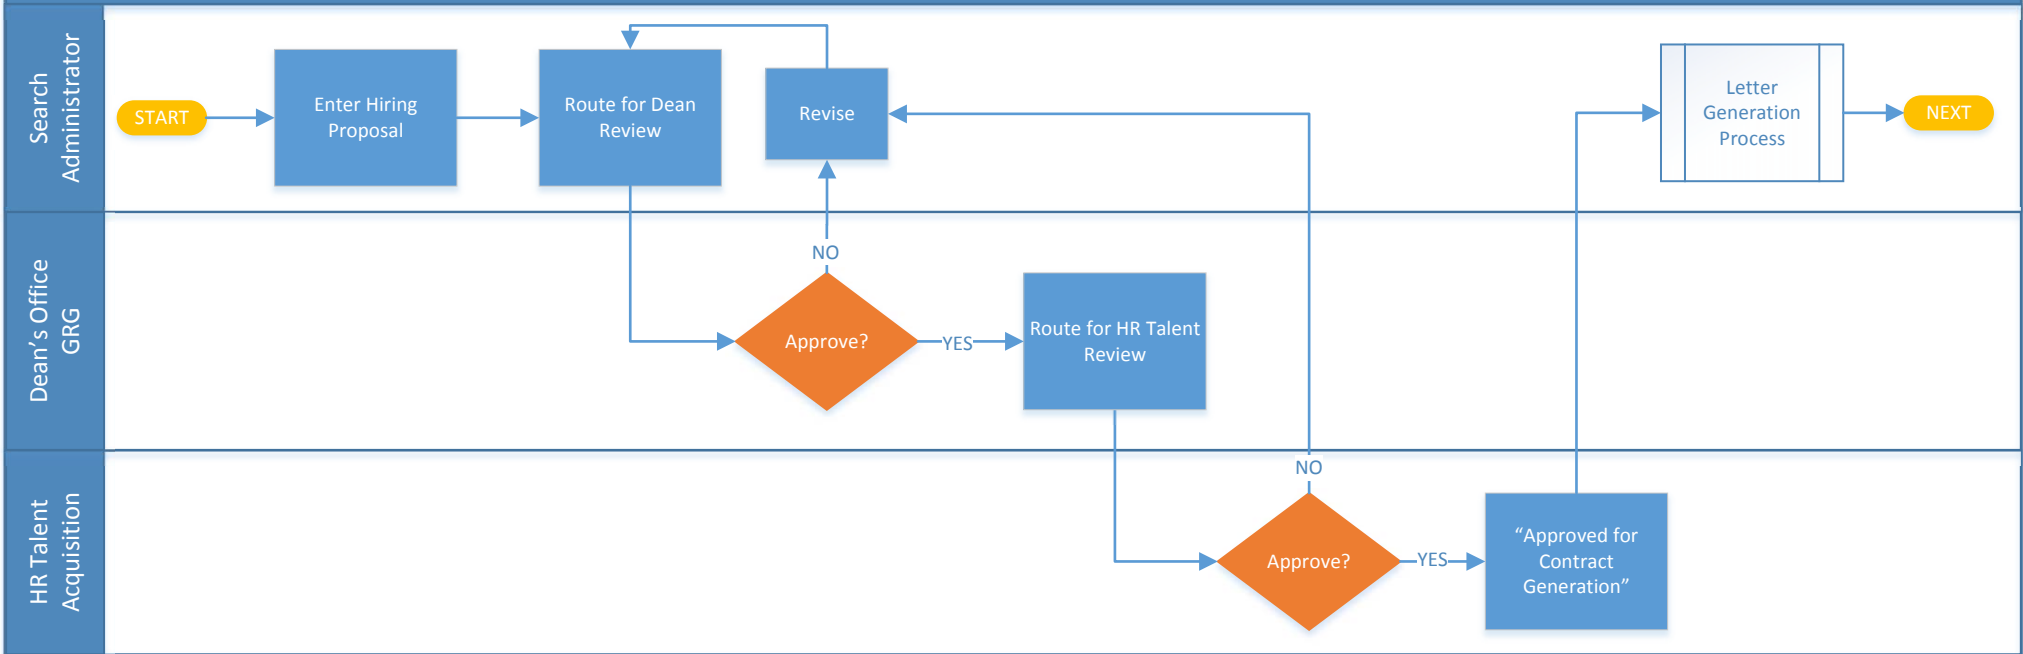 Search
Administrator
START
Enter Hiring
Proposal
Route for Dean
Review
Revise
Letter
Generation
Process
NEXT
Dean’s Office
GRG
NO
Approve?
YES
Route for HR Talent
Review
HR Talent
Acquisition
NO
Approve?
YES
“Approved for
Contract
Generation”